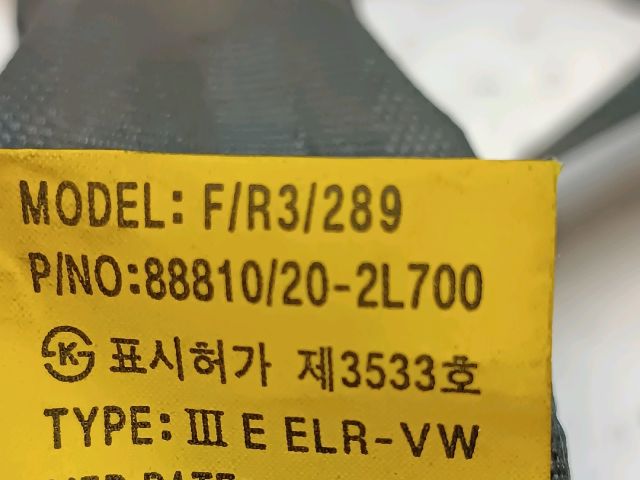 MODEL: F/R3/289
P/NO:88810/20-2L700
K 표시허가 제3533호
TYPE: Ⅲ E ELR-VW